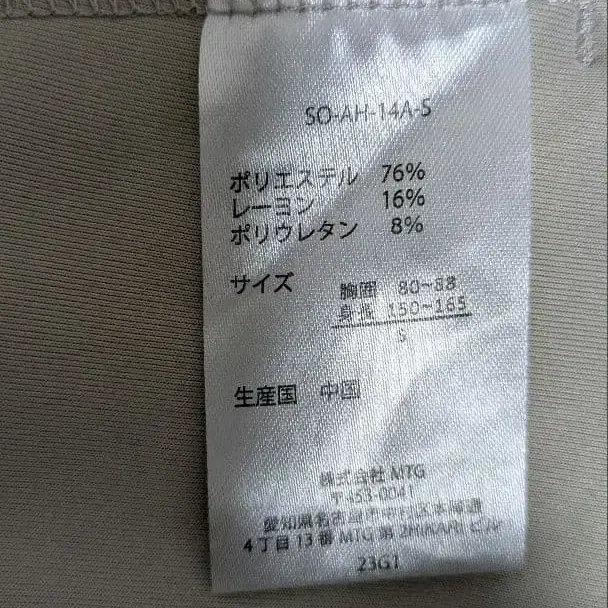 SO-AH-14A-S
ポリエステル 76%
レーヨン 16%
ポリウレタン 8%
サイズ 胸囲 80~88
身長 150~165
S
生産国 中国
株式会社 MTG
〒453-0041
愛知県名古屋市中村区本陣通
4丁目13番 MTG 第2HIKARIビル
23G1